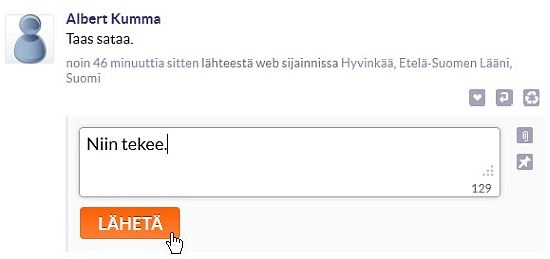 Albert Kumma
Taas sataa.
noin 46 minuuttia sitten lähteestä web sijainnissa Hyvinkää, Etelä-Suomen Lääni,
Suomi
Niin tekee.
129
LÄHETÄ